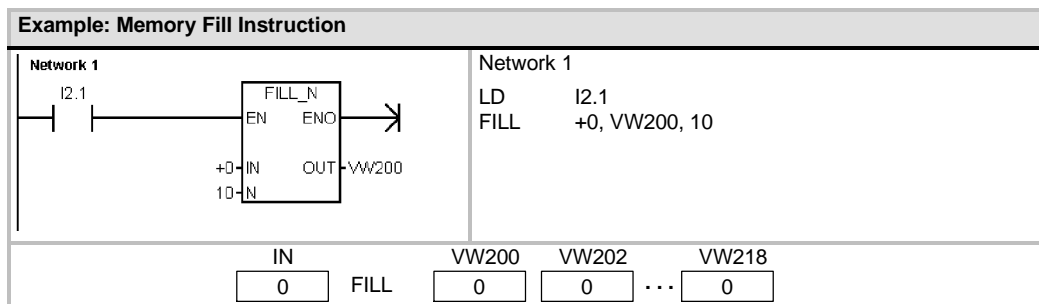 Example: Memory Fill Instruction
Network 1
I2.1
FILL_N
EN ENO
+0 IN OUT VW200
10 N
Network 1
LD I2.1
FILL +0, VW200, 10
IN VW200 VW202 VW218
0 FILL 0 0 ... 0